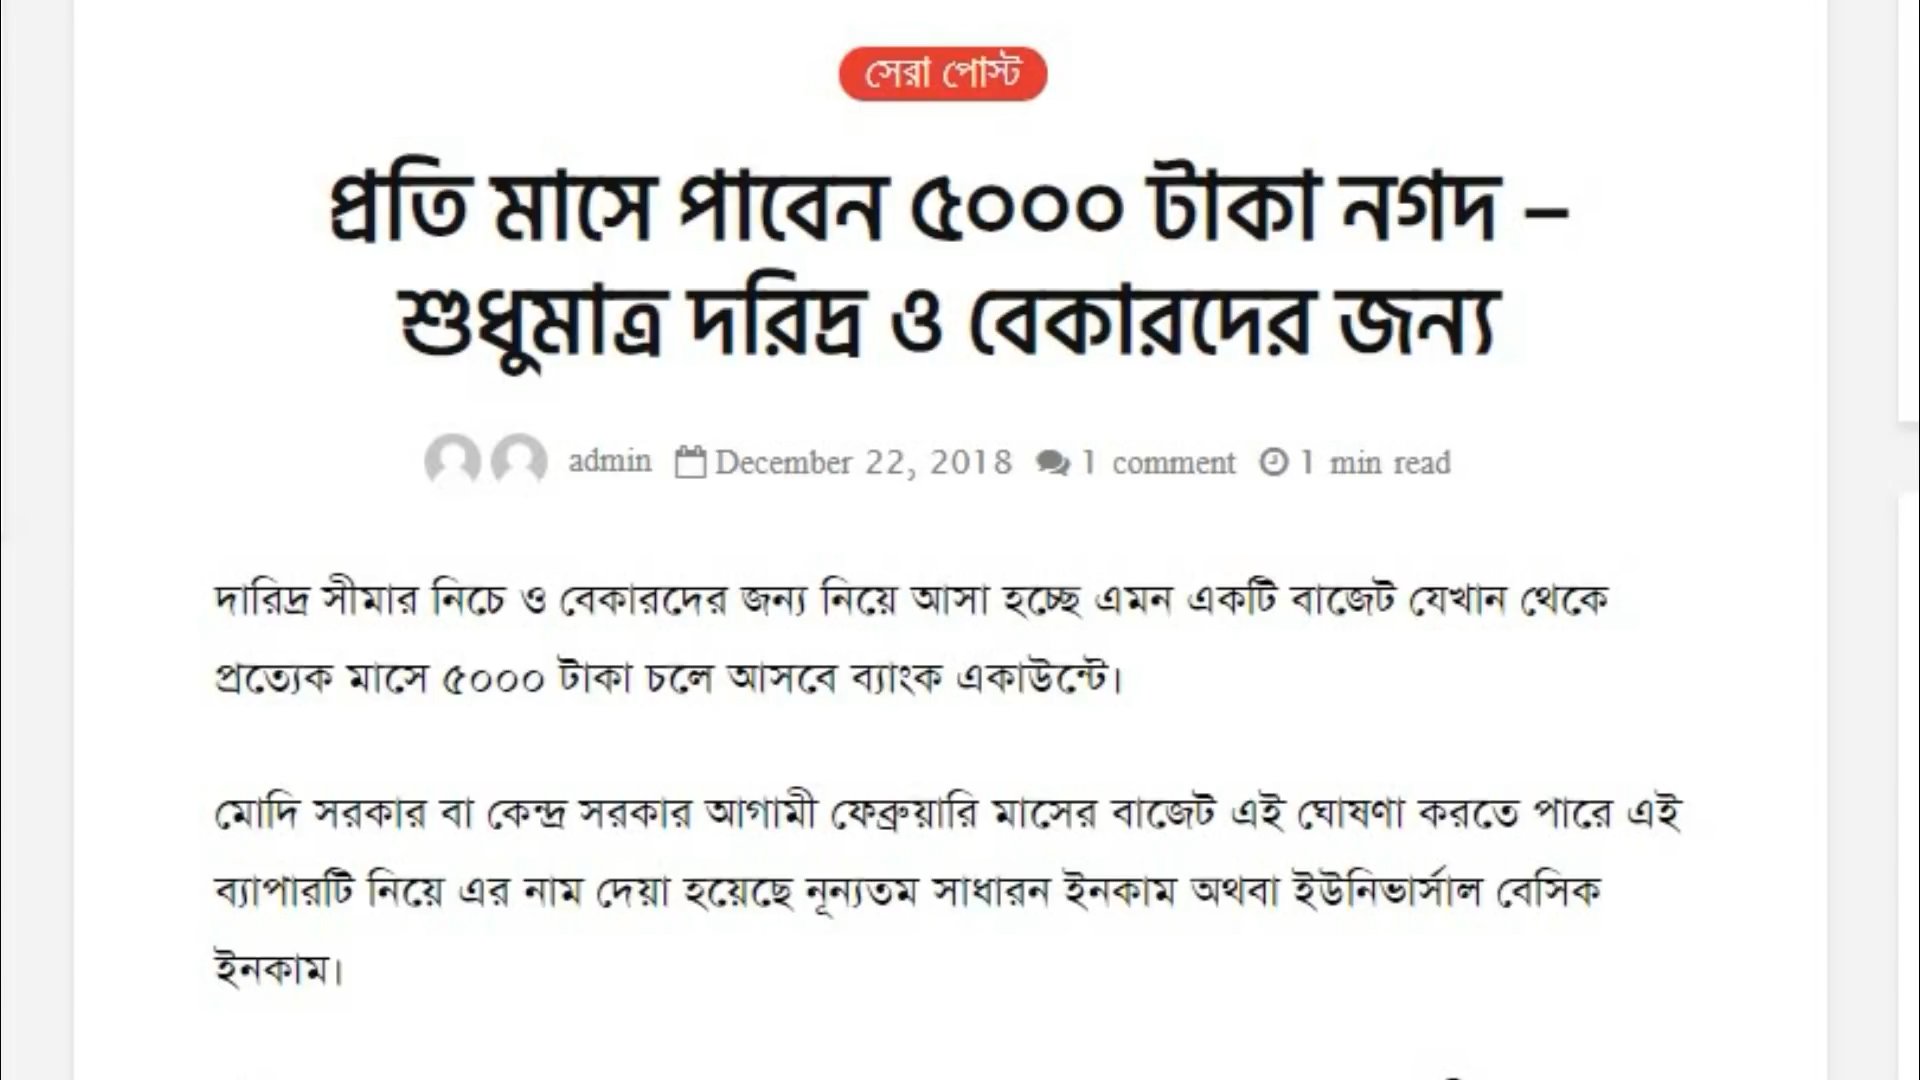 সেরা পোস্ট
প্রতি মাসে পাবেন ৫০০০ টাকা নগদ –
শুধুমাত্র দরিদ্র ও বেকারদের জন্য
admin December 22, 2018 1 comment 1 min read
দারিদ্র সীমার নিচে ও বেকারদের জন্য নিয়ে আসা হচ্ছে এমন একটি বাজেট যেখান থেকে
প্রত্যেক মাসে ৫০০০ টাকা চলে আসবে ব্যাংক একাউন্টে।
মোদি সরকার বা কেন্দ্র সরকার আগামী ফেব্রুয়ারি মাসের বাজেট এই ঘোষণা করতে পারে এই
ব্যাপারটি নিয়ে এর নাম দেয়া হয়েছে নূন্যতম সাধারন ইনকাম অথবা ইউনিভার্সাল বেসিক
ইনকাম।